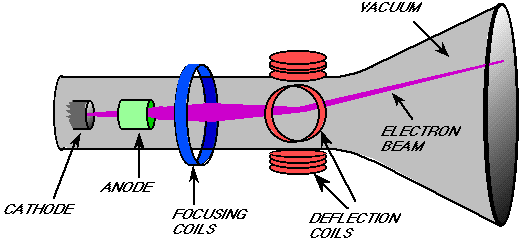 VACUUM
ELECTRON
BEAM
CATHODE
ANODE
FOCUSING
COILS
DEFLECTION
COILS